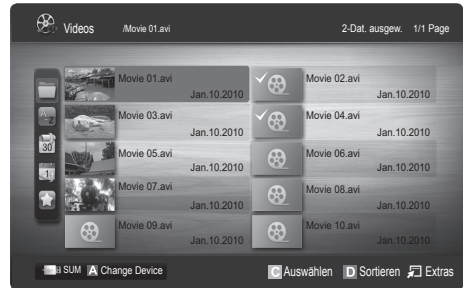 Videos /Movie 01.avi 2-Dat. ausgew. 1/1 Page
Movie 01.avi Movie 02.avi
Jan.10.2010 Jan.10.2010
Movie 03.avi Movie 04.avi
Jan.10.2010 Jan.10.2010
Movie 05.avi Movie 06.avi
Jan.10.2010 Jan.10.2010
Movie 07.avi Movie 08.avi
Jan.10.2010 Jan.10.2010
Movie 09.avi Movie 10.avi
Jan.10.2010 Jan.10.2010
SUM A Change Device C Auswählen D Sortieren Extras